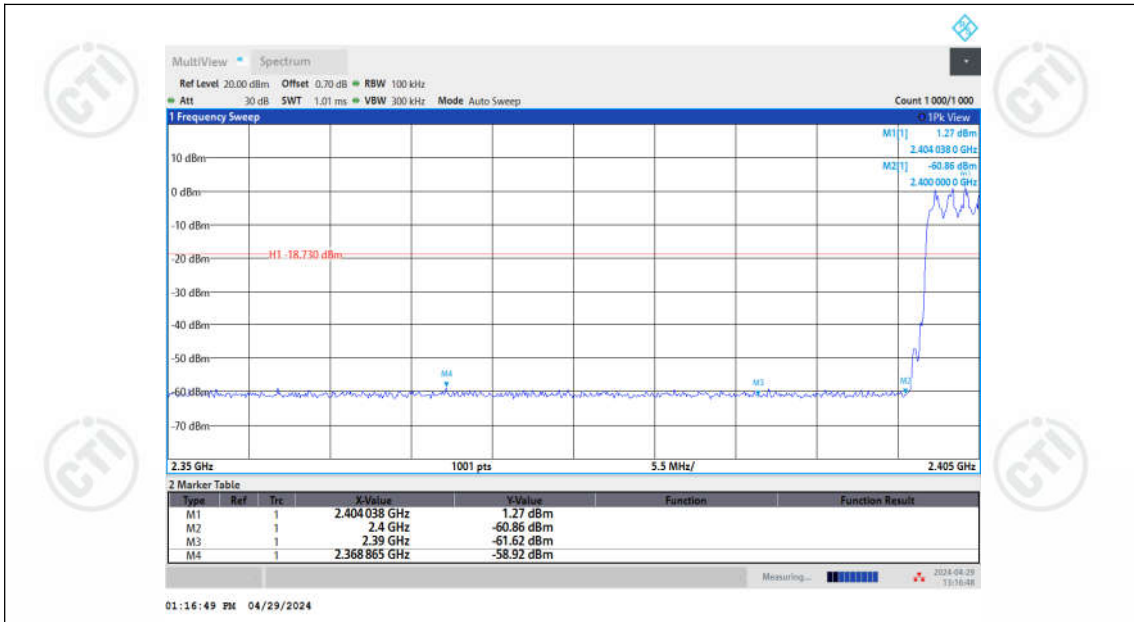 MultiView Spectrum
Ref Level 20.00 dBm Offset 0.70 dB RBW 100 kHz
Att 30 dB SWT 1.01 ms VBW 300 kHz Mode Auto Sweep Count 1 000/1 000
1 Frequency Sweep 1Pk View
M1[1] 1.27 dBm
2.404 038 0 GHz
10 dBm
M2[1] -60.86 dBm
2.400 000 0 GHz
0 dBm
-10 dBm
H1 -18.730 dBm
-20 dBm
-30 dBm
-40 dBm
-50 dBm
M4
M3
M2
-60 dBm
-70 dBm
2.35 GHz 1001 pts 5.5 MHz/ 2.405 GHz
2 Marker Table
Type Ref Trc X-Value Y-Value Function Function Result
M1 1 2.404 038 GHz 1.27 dBm
M2 1 2.4 GHz -60.86 dBm
M3 1 2.39 GHz -61.62 dBm
M4 1 2.368 865 GHz -58.92 dBm
Measuring... 2024-04-29
13:16:48
01:16:49 PM 04/29/2024
CTI
CTI
CTI
CTI